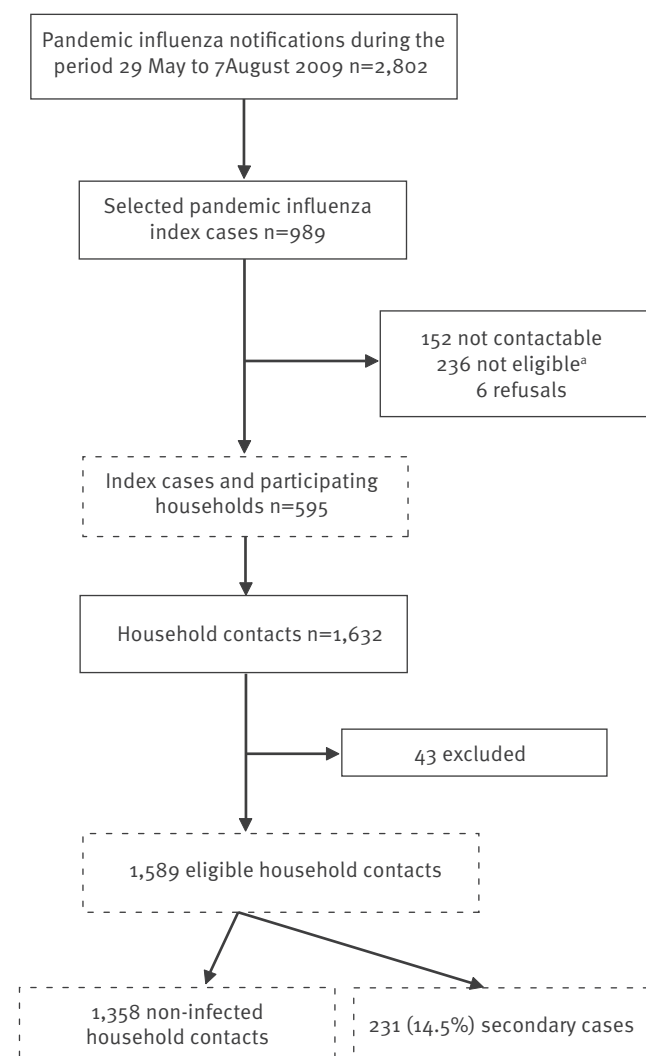 Pandemic influenza notifications during the
period 29 May to 7August 2009 n=2,802
Selected pandemic influenza
index cases n=989
152 not contactable
236 not eligibleᵃ
6 refusals
Index cases and participating
households n=595
Household contacts n=1,632
43 excluded
1,589 eligible household contacts
1,358 non-infected
household contacts
231 (14.5%) secondary cases